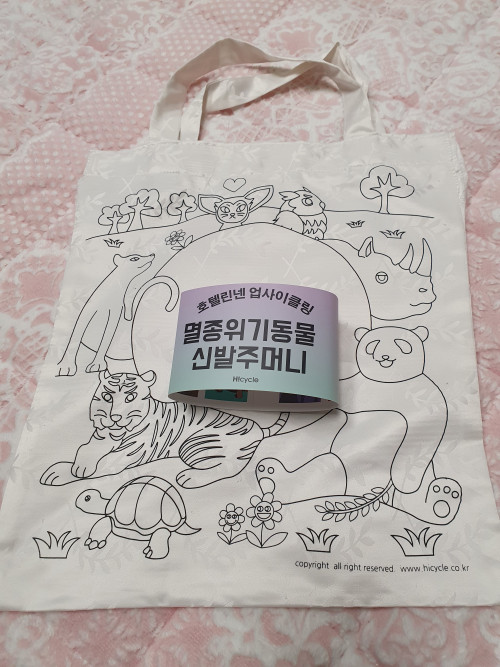 호텔린넨 업사이클링
멸종위기동물
신발주머니
Hicycle
copyright all right reserved. www.hicycle.co.kr